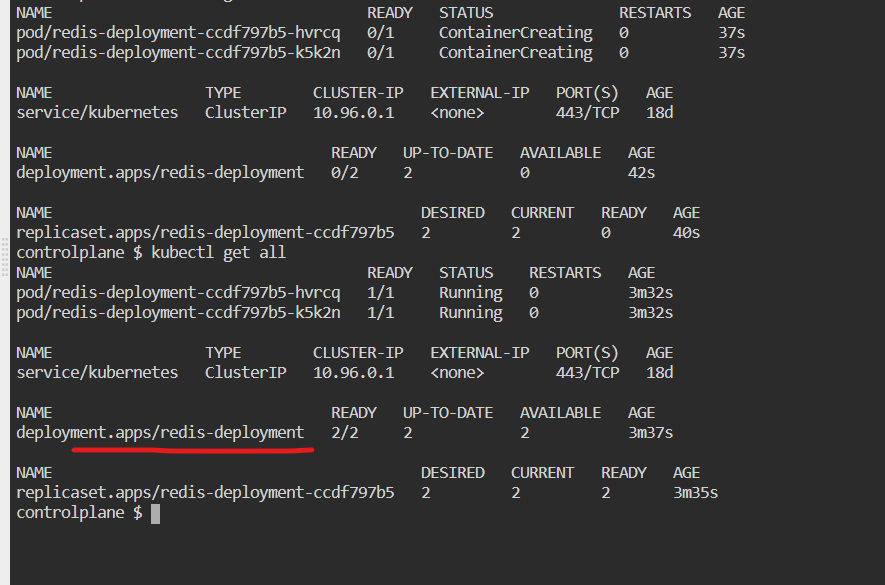 NAME READY STATUS RESTARTS AGE
pod/redis-deployment-ccdf797b5-hvrcq 0/1 ContainerCreating 0 37s
pod/redis-deployment-ccdf797b5-k5k2n 0/1 ContainerCreating 0 37s
NAME TYPE CLUSTER-IP EXTERNAL-IP PORT(S) AGE
service/kubernetes ClusterIP 10.96.0.1 <none> 443/TCP 18d
NAME READY UP-TO-DATE AVAILABLE AGE
deployment.apps/redis-deployment 0/2 2 0 42s
NAME DESIRED CURRENT READY AGE
replicaset.apps/redis-deployment-ccdf797b5 2 2 0 40s
controlplane $ kubectl get all
NAME READY STATUS RESTARTS AGE
pod/redis-deployment-ccdf797b5-hvrcq 1/1 Running 0 3m32s
pod/redis-deployment-ccdf797b5-k5k2n 1/1 Running 0 3m32s
NAME TYPE CLUSTER-IP EXTERNAL-IP PORT(S) AGE
service/kubernetes ClusterIP 10.96.0.1 <none> 443/TCP 18d
NAME READY UP-TO-DATE AVAILABLE AGE
deployment.apps/redis-deployment 2/2 2 2 3m37s
NAME DESIRED CURRENT READY AGE
replicaset.apps/redis-deployment-ccdf797b5 2 2 2 3m35s
controlplane $